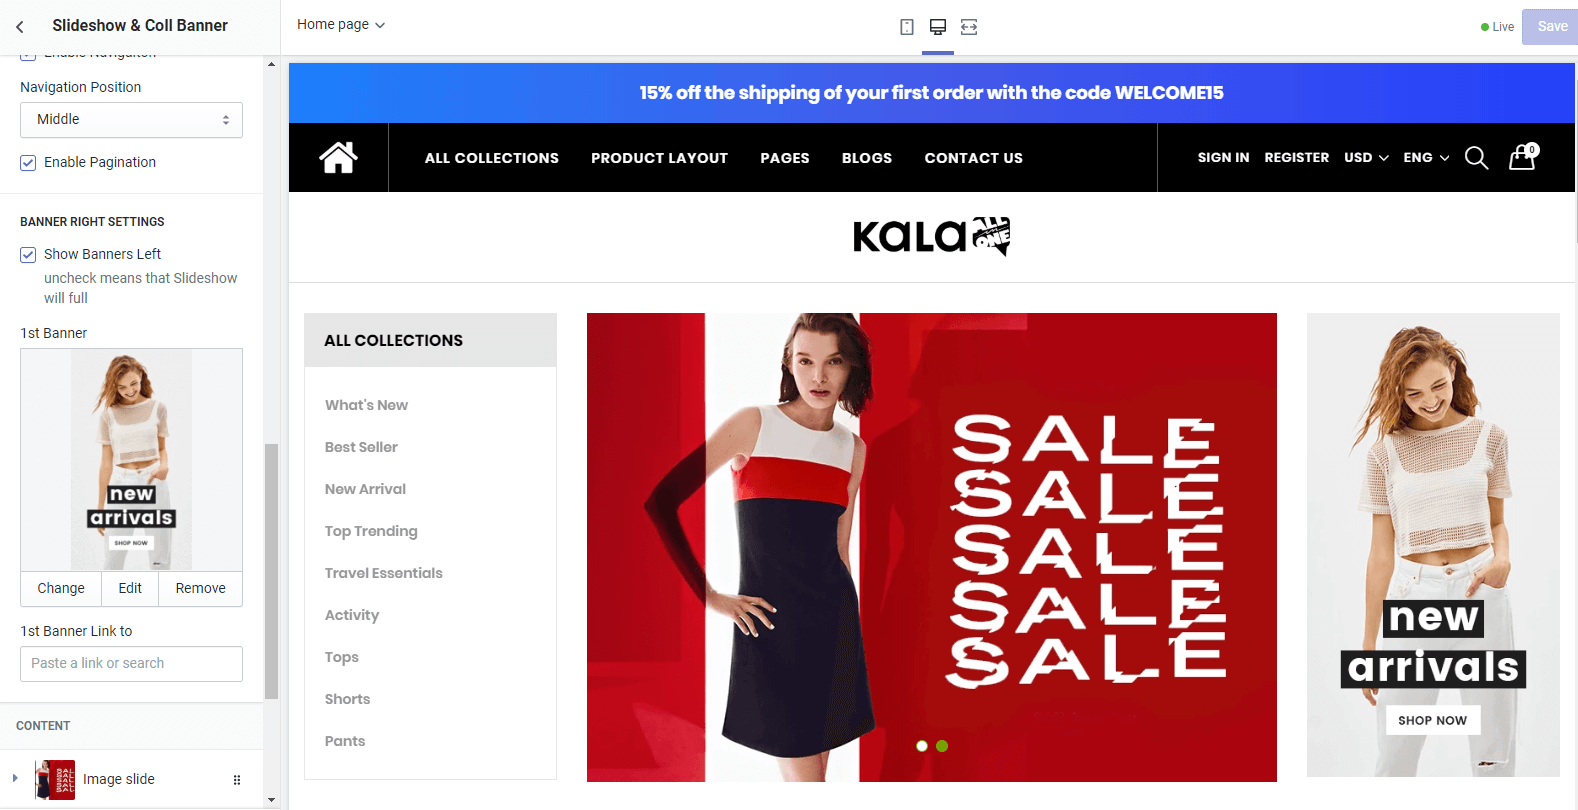 Slideshow & Coll Banner
Home page
Live
Save
Enable Navigaiton
Navigation Position
Middle
Enable Pagination
BANNER RIGHT SETTINGS
Show Banners Left
uncheck means that Slideshow
will full
1st Banner
new
arrivals
SHOP NOW
Change
Edit
Remove
1st Banner Link to
Paste a link or search
CONTENT
Image slide
15% off the shipping of your first order with the code WELCOME15
ALL COLLECTIONS
PRODUCT LAYOUT
PAGES
BLOGS
CONTACT US
SIGN IN
REGISTER
USD
ENG
0
KALA ALL
ONE
ALL COLLECTIONS
What's New
Best Seller
New Arrival
Top Trending
Travel Essentials
Activity
Tops
Shorts
Pants
SALE
SALE
SALE
SALE
SALE
new
arrivals
SHOP NOW